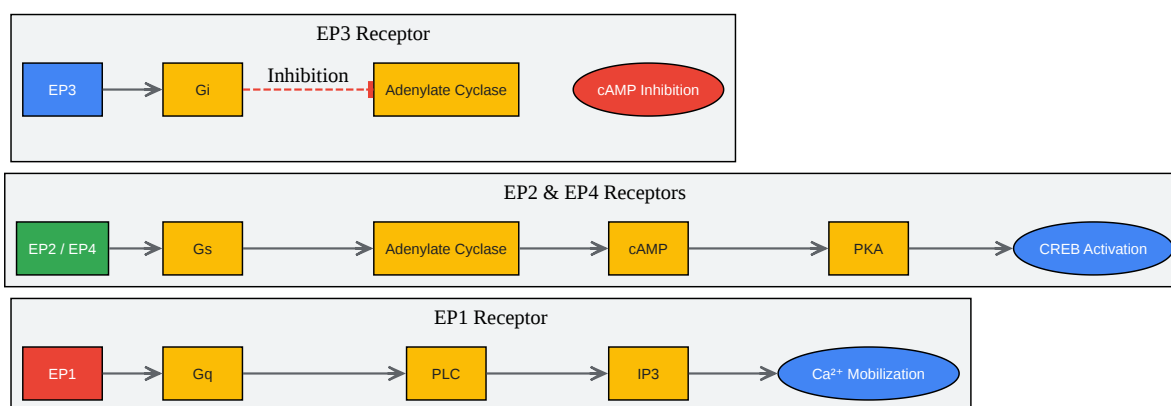 EP3 Receptor
EP3
Gi
Inhibition
Adenylate Cyclase
cAMP Inhibition
EP2 & EP4 Receptors
EP2 / EP4
Gs
Adenylate Cyclase
cAMP
PKA
CREB Activation
EP1 Receptor
EP1
Gq
PLC
IP3
Ca²⁺ Mobilization